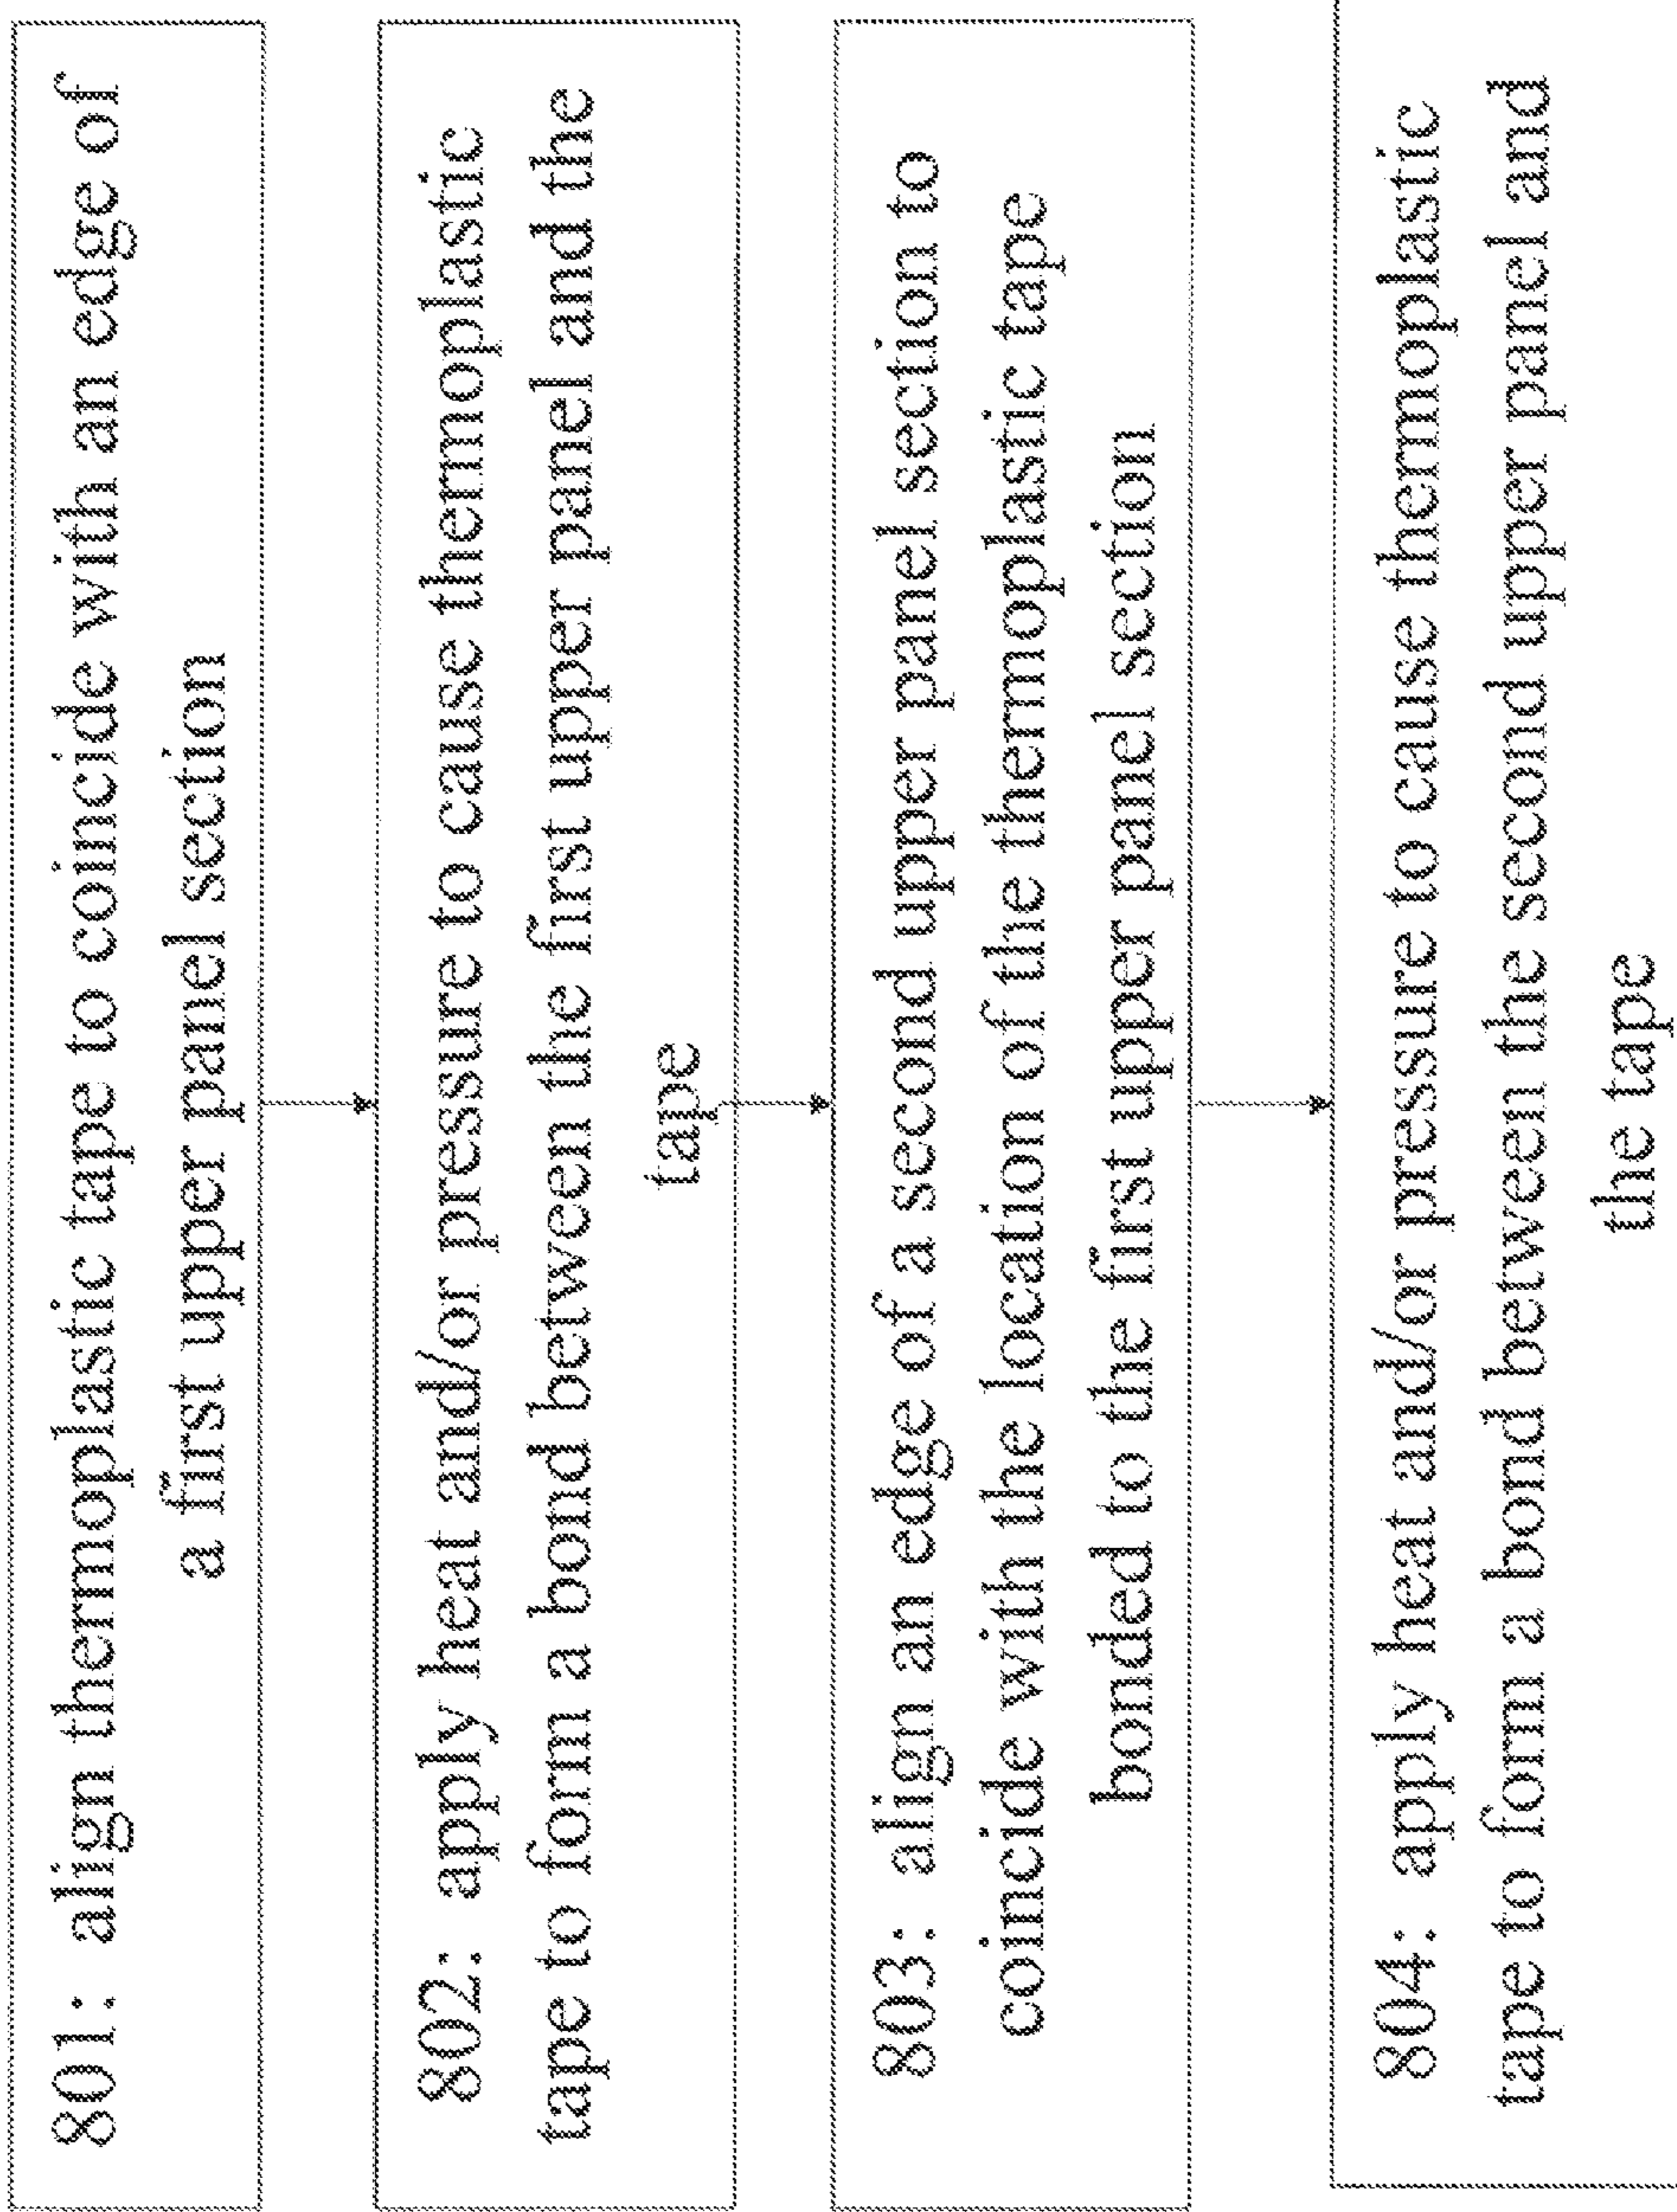 801: align thermoplastic tape to coincide with an edge of
a first upper panel section
802: apply heat and/or pressure to cause themoplastic
tape to form a bond between the first upper panel and the
tape
803: align an edge of a second upper panel section to
coincide with the location of the themoplastic tape
bonded to the first upper panel section
804: apply heat and/or pressure to cause themoplastic
tape to form a bond between the second upper panel and
the tape